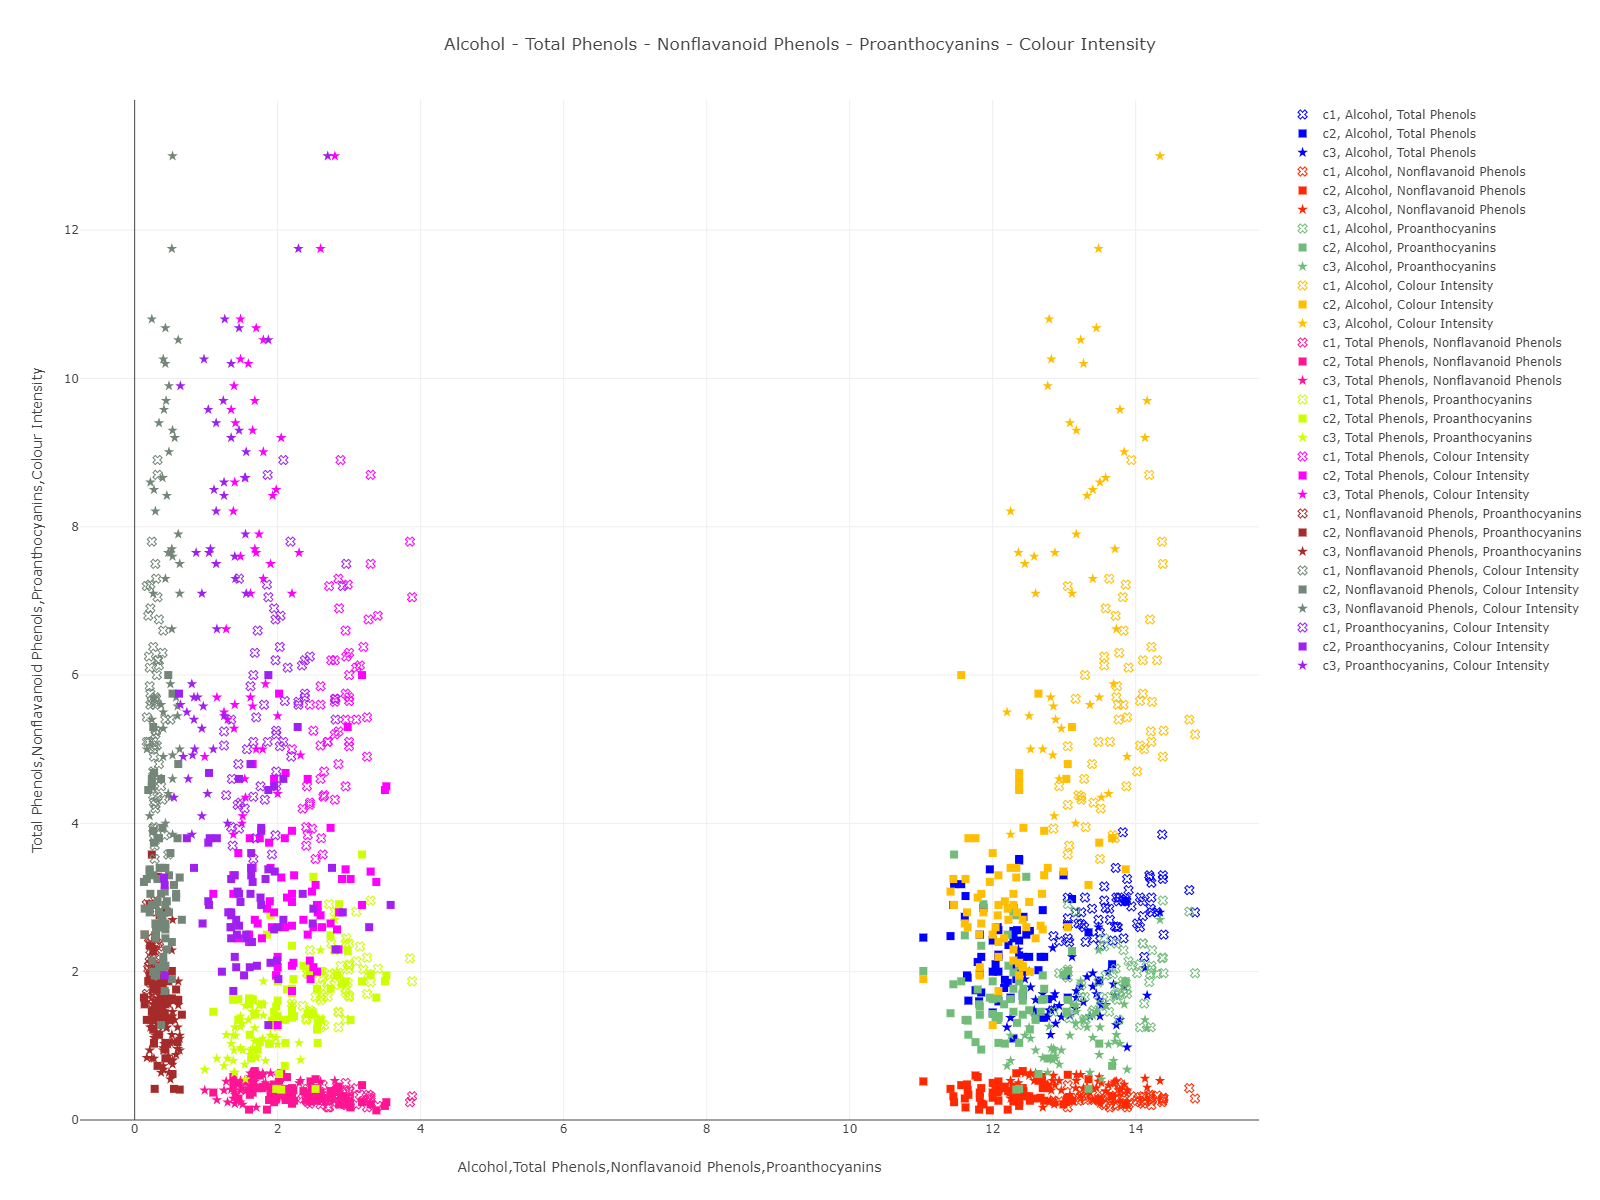 Alcohol - Total Phenols - Nonflavanoid Phenols - Proanthocyanins - Colour Intensity
Total Phenols,Nonflavanoid Phenols,Proanthocyanins,Colour Intensity
12
10
8
6
4
2
0
0
2
4
6
8
10
12
14
Alcohol,Total Phenols,Nonflavanoid Phenols,Proanthocyanins
c1, Alcohol, Total Phenols
c2, Alcohol, Total Phenols
c3, Alcohol, Total Phenols
c1, Alcohol, Nonflavanoid Phenols
c2, Alcohol, Nonflavanoid Phenols
c3, Alcohol, Nonflavanoid Phenols
c1, Alcohol, Proanthocyanins
c2, Alcohol, Proanthocyanins
c3, Alcohol, Proanthocyanins
c1, Alcohol, Colour Intensity
c2, Alcohol, Colour Intensity
c3, Alcohol, Colour Intensity
c1, Total Phenols, Nonflavanoid Phenols
c2, Total Phenols, Nonflavanoid Phenols
c3, Total Phenols, Nonflavanoid Phenols
c1, Total Phenols, Proanthocyanins
c2, Total Phenols, Proanthocyanins
c3, Total Phenols, Proanthocyanins
c1, Total Phenols, Colour Intensity
c2, Total Phenols, Colour Intensity
c3, Total Phenols, Colour Intensity
c1, Nonflavanoid Phenols, Proanthocyanins
c2, Nonflavanoid Phenols, Proanthocyanins
c3, Nonflavanoid Phenols, Proanthocyanins
c1, Nonflavanoid Phenols, Colour Intensity
c2, Nonflavanoid Phenols, Colour Intensity
c3, Nonflavanoid Phenols, Colour Intensity
c1, Proanthocyanins, Colour Intensity
c2, Proanthocyanins, Colour Intensity
c3, Proanthocyanins, Colour Intensity